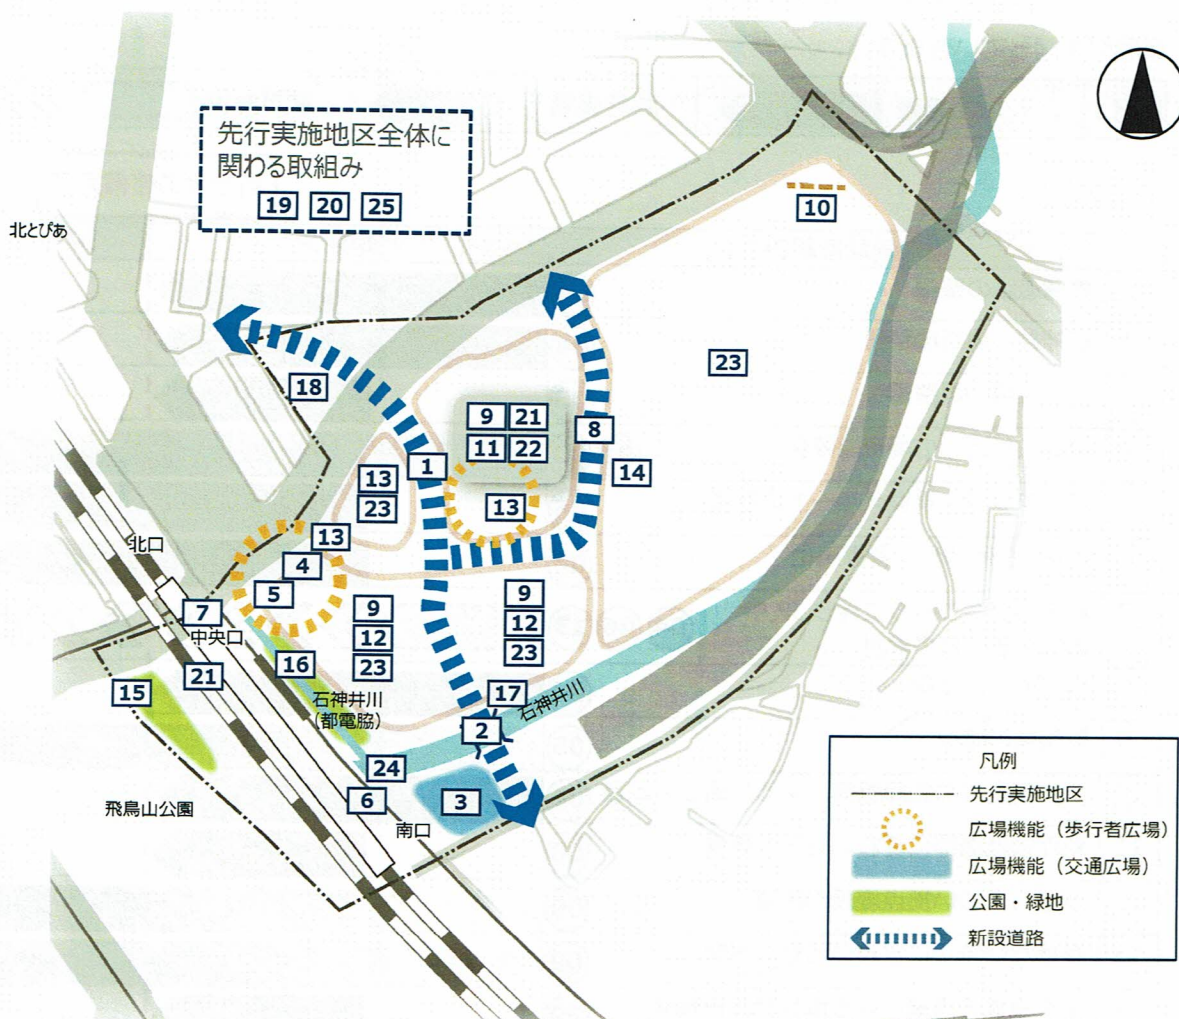 先行実施地区全体に
関わる取組み
19 20 25
北とぴあ
10
23
18
9 21
11 22
8
1
14
13
23
13
13
北口
4
5
7
中央口
9
12
23
9
12
23
16
21
15
石神井川
(都電脇)
17
石神井川
2
24
6
3
飛鳥山公園
南口
凡例
先行実施地区
広場機能（歩行者広場）
広場機能（交通広場）
公園・緑地
新設道路